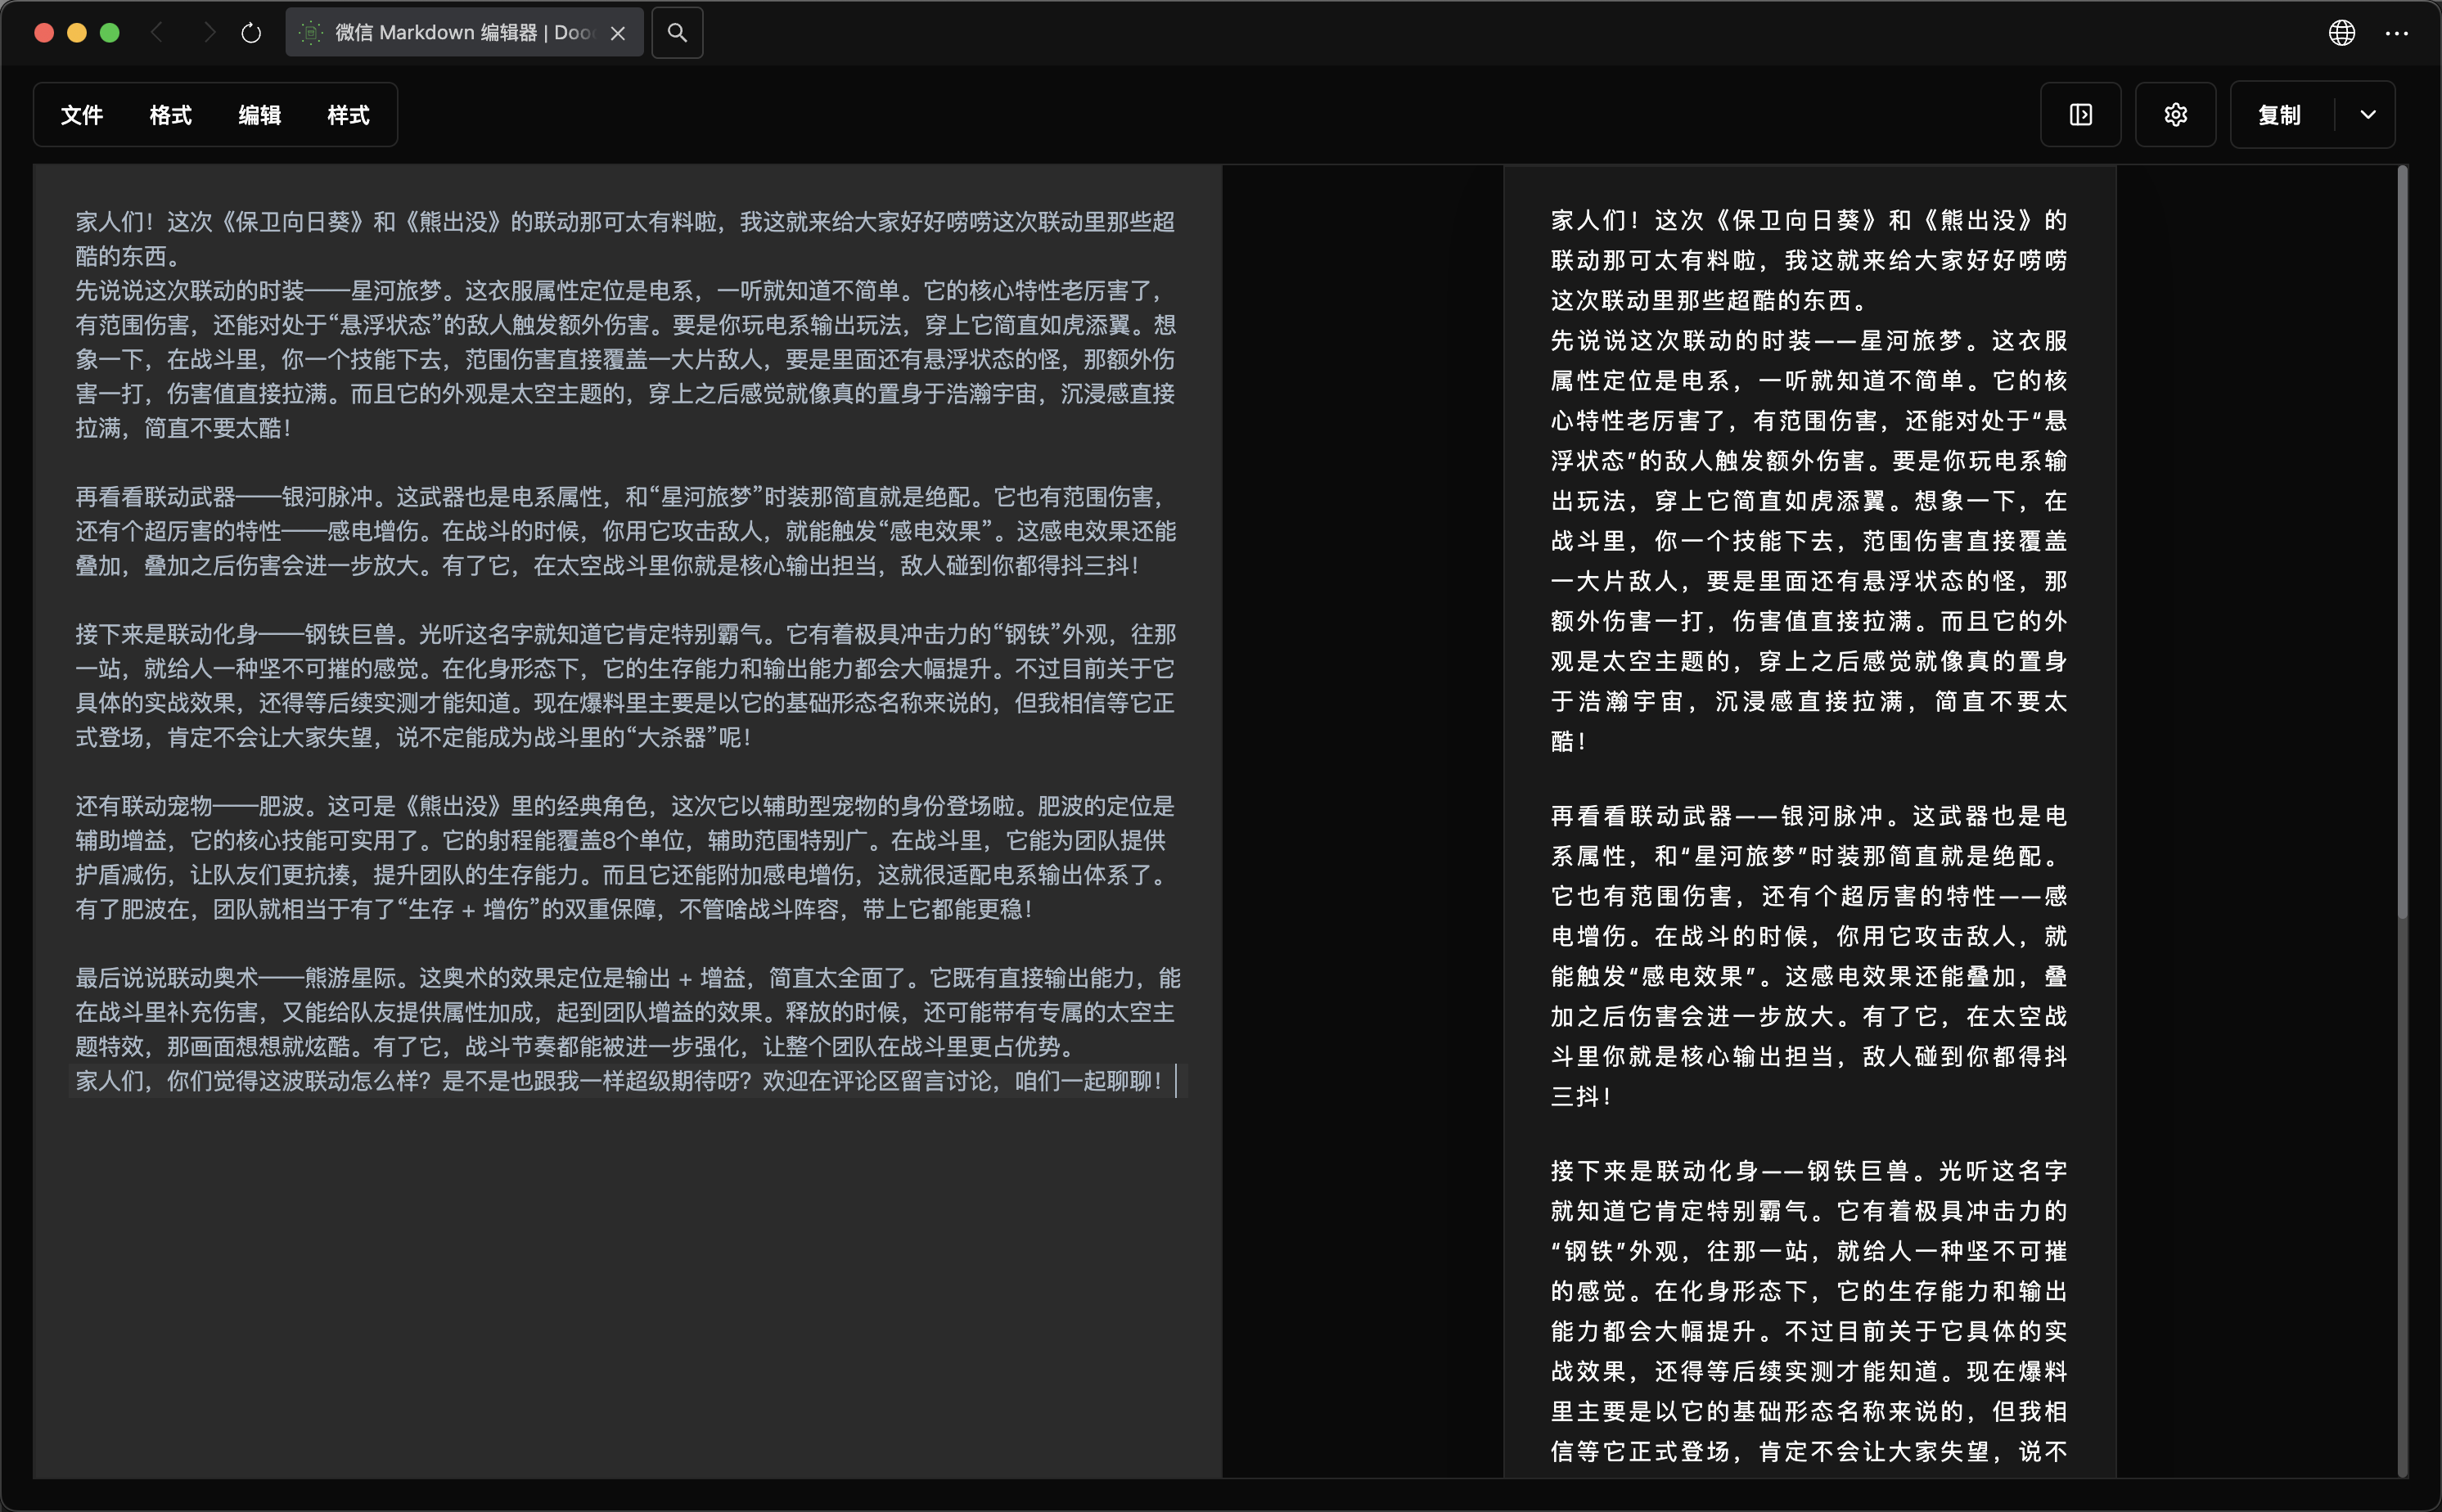 微信 Markdown 编辑器 | Doo
文件 格式 编辑 样式
复制
家人们！这次《保卫向日葵》和《熊出没》的联动那可太有料啦，我这就来给大家好好唠唠这次联动里那些超
酷的东西。
先说说这次联动的时装——星河旅梦。这衣服属性定位是电系，一听就知道不简单。它的核心特性老厉害了，
有范围伤害，还能对处于“悬浮状态”的敌人触发额外伤害。要是你玩电系输出玩法，穿上它简直如虎添翼。想
象一下，在战斗里，你一个技能下去，范围伤害直接覆盖一大片敌人，要是里面还有悬浮状态的怪，那额外伤
害一打，伤害值直接拉满。而且它的外观是太空主题的，穿上之后感觉就像真的置身于浩瀚宇宙，沉浸感直接
拉满，简直不要太酷！
再看看联动武器——银河脉冲。这武器也是电系属性，和“星河旅梦”时装那简直就是绝配。它也有范围伤害，
还有个超厉害的特性——感电增伤。在战斗的时候，你用它攻击敌人，就能触发“感电效果”。这感电效果还能
叠加，叠加之后伤害会进一步放大。有了它，在太空战斗里你就是核心输出担当，敌人碰到你都得抖三抖！
接下来是联动化身——钢铁巨兽。光听这名字就知道它肯定特别霸气。它有着极具冲击力的“钢铁”外观，往那
一站，就给人一种坚不可摧的感觉。在化身形态下，它的生存能力和输出能力都会大幅提升。不过目前关于它
具体的实战效果，还得等后续实测才能知道。现在爆料里主要是以它的基础形态名称来说的，但我相信等它正
式登场，肯定不会让大家失望，说不定能成为战斗里的“大杀器”呢！
还有联动宠物——肥波。这可是《熊出没》里的经典角色，这次它以辅助型宠物的身份登场啦。肥波的定位是
辅助增益，它的核心技能可实用了。它的射程能覆盖8个单位，辅助范围特别广。在战斗里，它能为团队提供
护盾减伤，让队友们更抗揍，提升团队的生存能力。而且它还能附加感电增伤，这就很适配电系输出体系了。
有了肥波在，团队就相当于有了“生存 + 增伤”的双重保障，不管啥战斗阵容，带上它都能更稳！
最后说说联动奥术——熊游星际。这奥术的效果定位是输出 + 增益，简直太全面了。它既有直接输出能力，能
在战斗里补充伤害，又能给队友提供属性加成，起到团队增益的效果。释放的时候，还可能带有专属的太空主
题特效，那画面想想就炫酷。有了它，战斗节奏都能被进一步强化，让整个团队在战斗里更占优势。
家人们，你们觉得这波联动怎么样？是不是也跟我一样超级期待呀？欢迎在评论区留言讨论，咱们一起聊聊！
家人们！这次《保卫向日葵》和《熊出没》的
联动那可太有料啦，我这就来给大家好好唠唠
这次联动里那些超酷的东西。
先说说这次联动的时装——星河旅梦。这衣服
属性定位是电系，一听就知道不简单。它的核
心特性老厉害了，有范围伤害，还能对处于“悬
浮状态”的敌人触发额外伤害。要是你玩电系输
出玩法，穿上它简直如虎添翼。想象一下，在
战斗里，你一个技能下去，范围伤害直接覆盖
一大片敌人，要是里面还有悬浮状态的怪，那
额外伤害一打，伤害值直接拉满。而且它的外
观是太空主题的，穿上之后感觉就像真的置身
于浩瀚宇宙，沉浸感直接拉满，简直不要太
酷！
再看看联动武器——银河脉冲。这武器也是电
系属性，和“星河旅梦”时装那简直就是绝配。
它也有范围伤害，还有个超厉害的特性——感
电增伤。在战斗的时候，你用它攻击敌人，就
能触发“感电效果”。这感电效果还能叠加，叠
加之后伤害会进一步放大。有了它，在太空战
斗里你就是核心输出担当，敌人碰到你都得抖
三抖！
接下来是联动化身——钢铁巨兽。光听这名字
就知道它肯定特别霸气。它有着极具冲击力的
“钢铁”外观，往那一站，就给人一种坚不可摧
的感觉。在化身形态下，它的生存能力和输出
能力都会大幅提升。不过目前关于它具体的实
战效果，还得等后续实测才能知道。现在爆料
里主要是以它的基础形态名称来说的，但我相
信等它正式登场，肯定不会让大家失望，说不